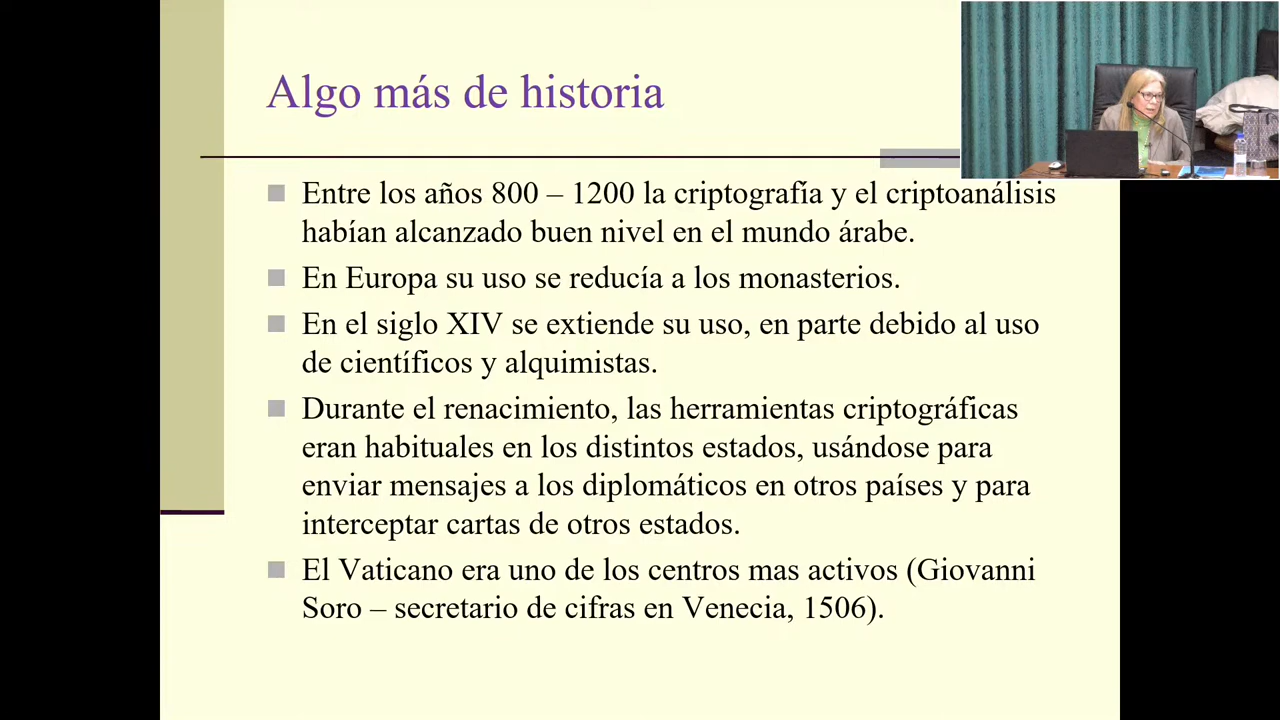 Algo más de historia
Entre los años 800 – 1200 la criptografía y el criptoanálisis
habían alcanzado buen nivel en el mundo árabe.
En Europa su uso se reducía a los monasterios.
En el siglo XIV se extiende su uso, en parte debido al uso
de científicos y alquimistas.
Durante el renacimiento, las herramientas criptográficas
eran habituales en los distintos estados, usándose para
enviar mensajes a los diplomáticos en otros países y para
interceptar cartas de otros estados.
El Vaticano era uno de los centros mas activos (Giovanni
Soro – secretario de cifras en Venecia, 1506).